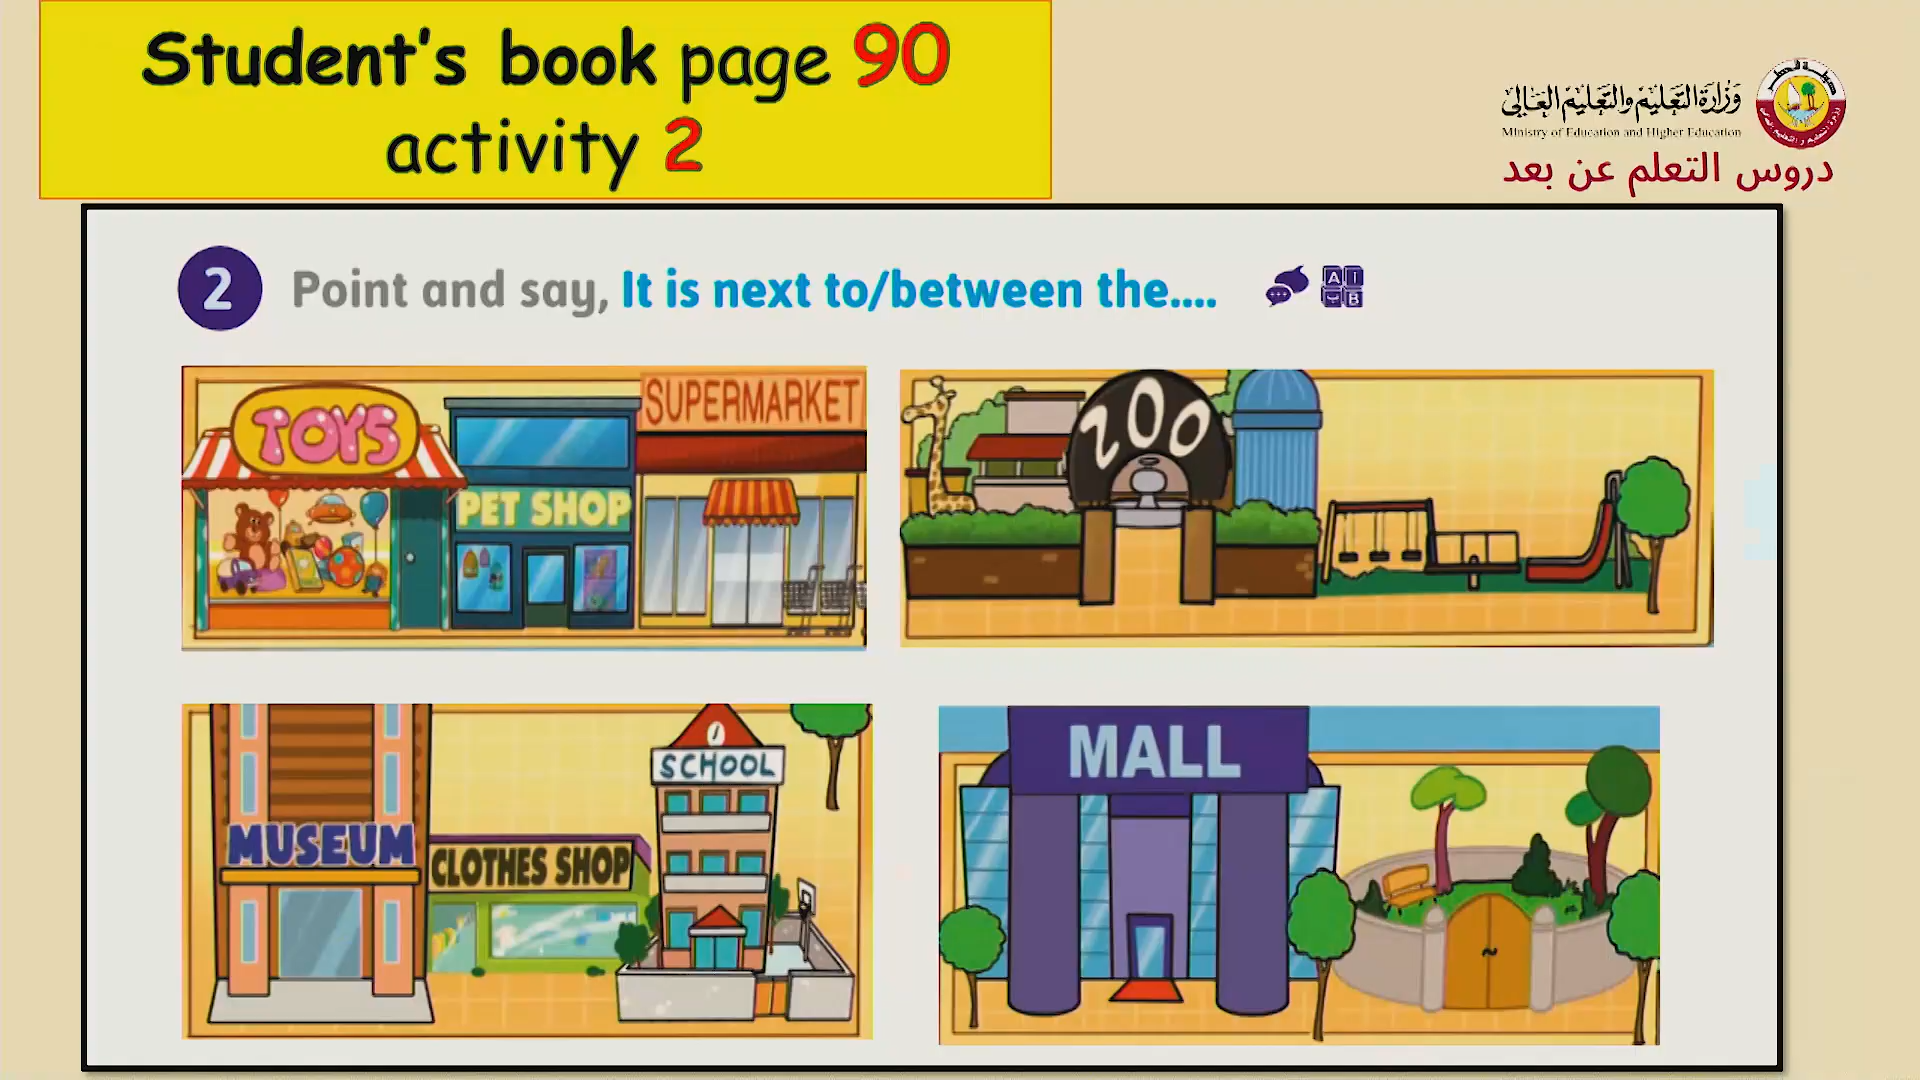 Student's book page 90
activity 2
وزارة التعليم والتعليم العالي
Ministry of Education and Higher Education
دروس التعلم عن بعد
2 Point and say, It is next to/between the....
TOYS
PET SHOP
SUPERMARKET
ZOO
MUSEUM
CLOTHES SHOP
SCHOOL
MALL